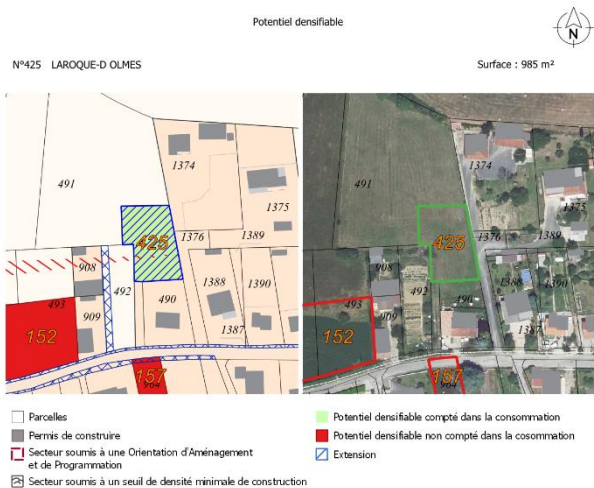 Potentiel densifiable
N
N°425 LAROQUE-D OLMES
Surface : 985 m²
1374
491
1375
425
1376
1389
908
493
492
490
1388
1390
909
1387
152
157
904
1374
491
1375
425
1376
1389
908
493
492
490
1388
1390
909
1387
152
157
904
Parcelles
Permis de construire
Secteur soumis à une Orientation d'Aménagement
et de Programmation
Secteur soumis à un seuil de densité minimale de construction
Potentiel densifiable compté dans la consommation
Potentiel densifiable non compté dans la cosommation
Extension